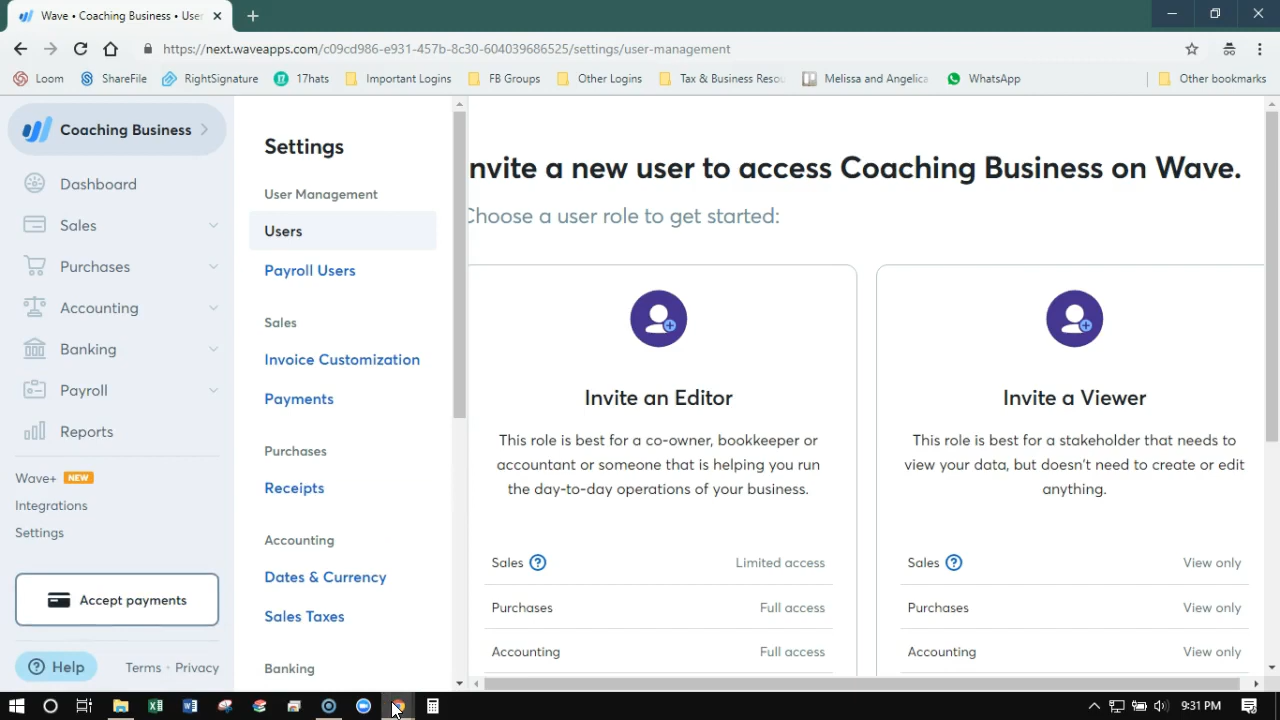 Wave • Coaching Business • User
https://next.waveapps.com/c09cd986-e931-457b-8c30-604039686525/settings/user-management
Loom
ShareFile
RightSignature
17hats
Important Logins
FB Groups
Other Logins
Tax & Business Resou
Melissa and Angelica
WhatsApp
Other bookmarks
Coaching Business
Dashboard
Sales
Purchases
Accounting
Banking
Payroll
Reports
Wave+ NEW
Integrations
Settings
Accept payments
Help
Terms • Privacy
Settings
User Management
Users
Payroll Users
Sales
Invoice Customization
Payments
Purchases
Receipts
Accounting
Dates & Currency
Sales Taxes
Banking
nvite a new user to access Coaching Business on Wave.
Choose a user role to get started:
Invite an Editor
This role is best for a co-owner, bookkeeper or
accountant or someone that is helping you run
the day-to-day operations of your business.
Sales ? Limited access
Purchases Full access
Accounting Full access
Invite a Viewer
This role is best for a stakeholder that needs to
view your data, but doesn't need to create or edit
anything.
Sales ? View only
Purchases View only
Accounting View only
9:31 PM